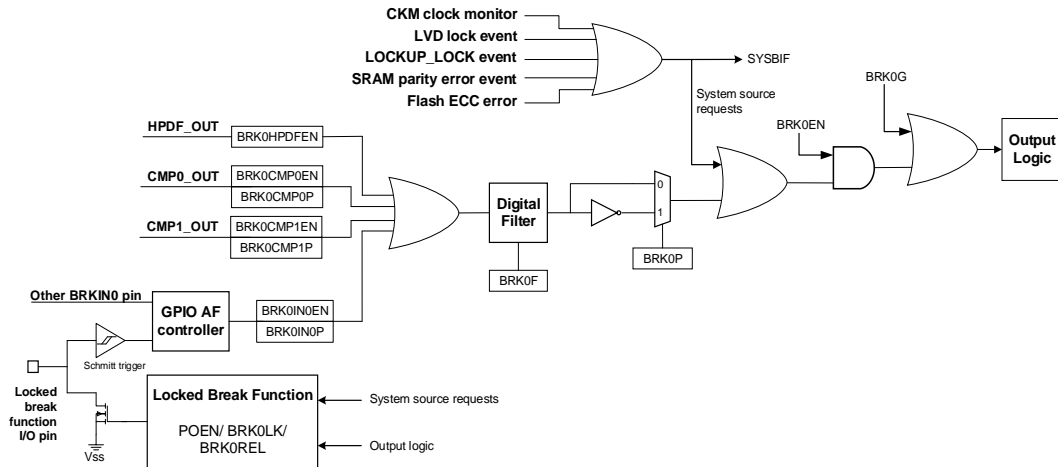 CKM clock monitor
LVD lock event
LOCKUP_LOCK event
SRAM parity error event
Flash ECC error
SYSBIF
System source
requests
BRK0G
BRK0EN
Output
Logic
HPDF_OUT
BRK0HPDFEN
CMP0_OUT
BRK0CMP0EN
BRK0CMP0P
CMP1_OUT
BRK0CMP1EN
BRK0CMP1P
Digital
Filter
BRK0F
0
1
BRK0P
Other BRKIN0 pin
GPIO AF
controller
BRK0IN0EN
BRK0IN0P
Schmitt trigger
Locked
break
function
I/O pin
Vss
Locked Break Function
POEN/ BRK0LK/
BRK0REL
System source requests
Output logic